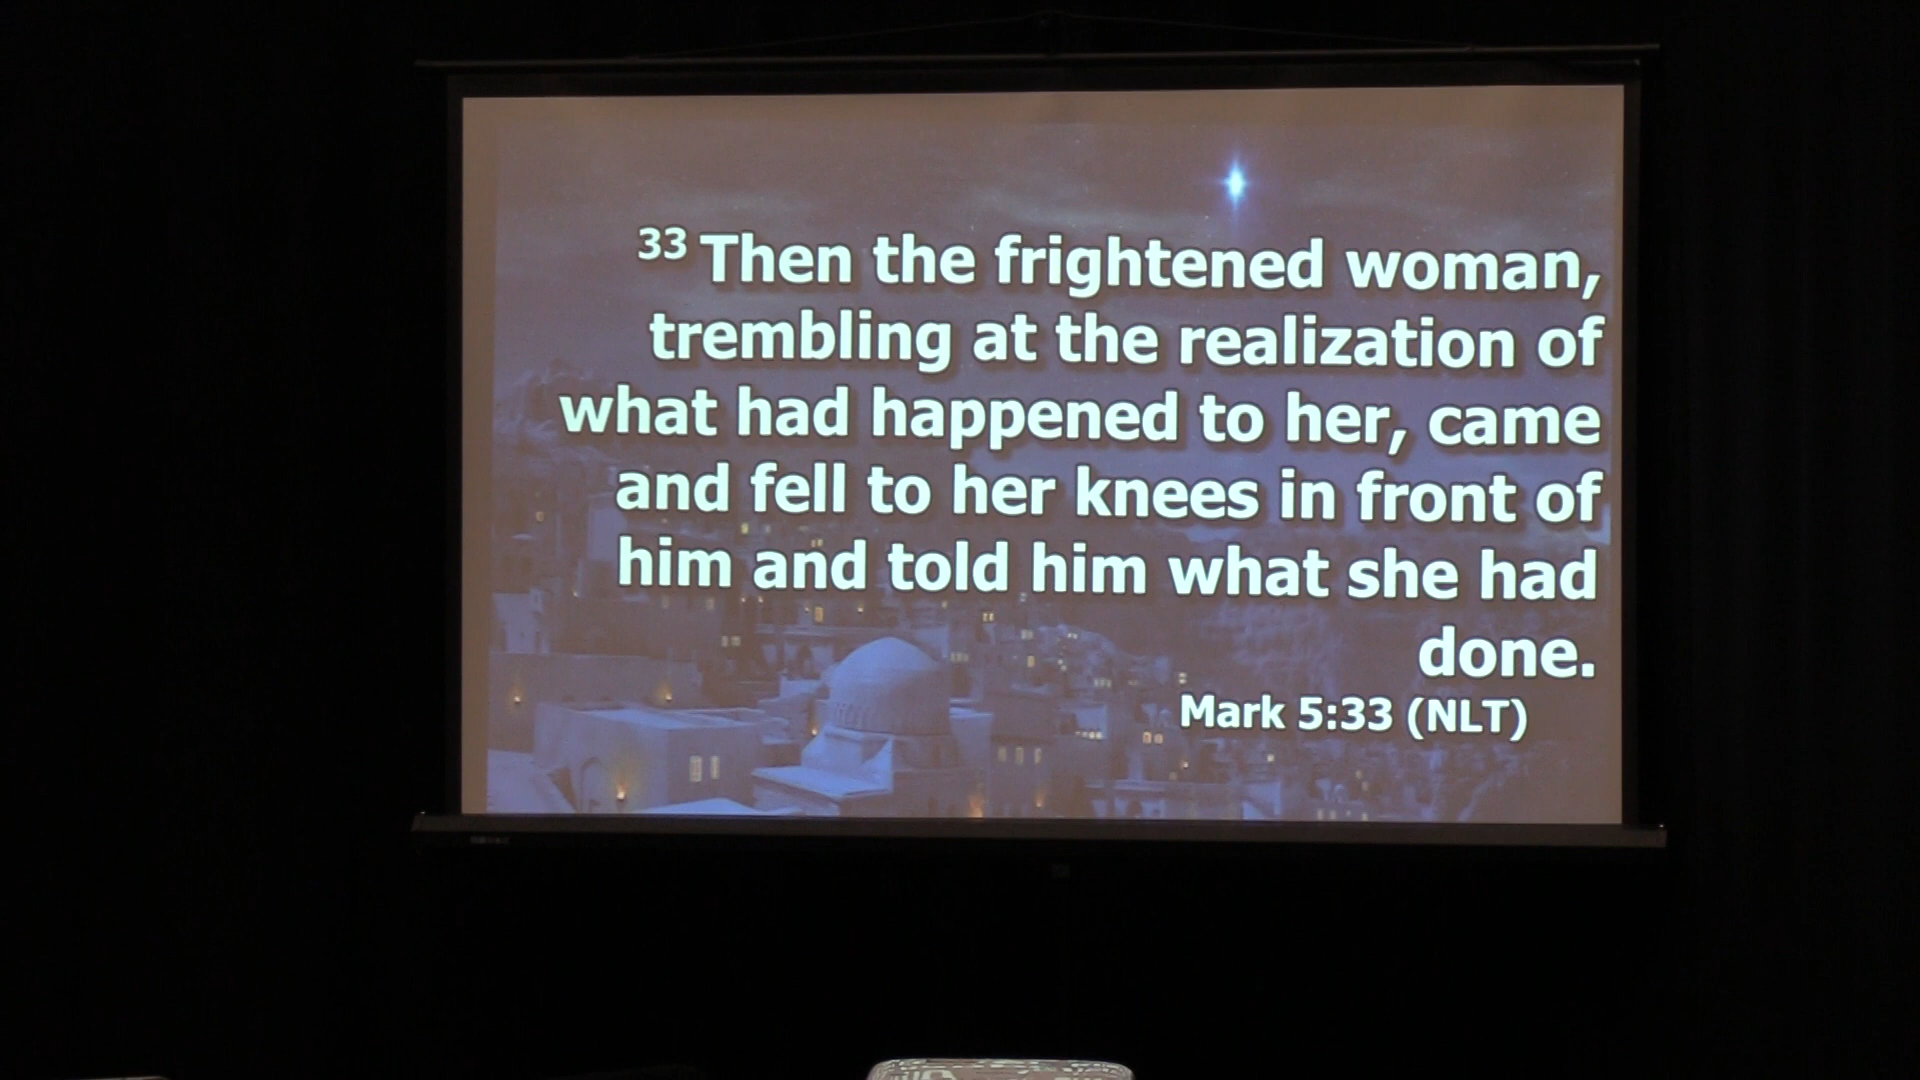 33 Then the frightened woman,
trembling at the realization of
what had happened to her, came
and fell to her knees in front of
him and told him what she had
done.
Mark 5:33 (NLT)